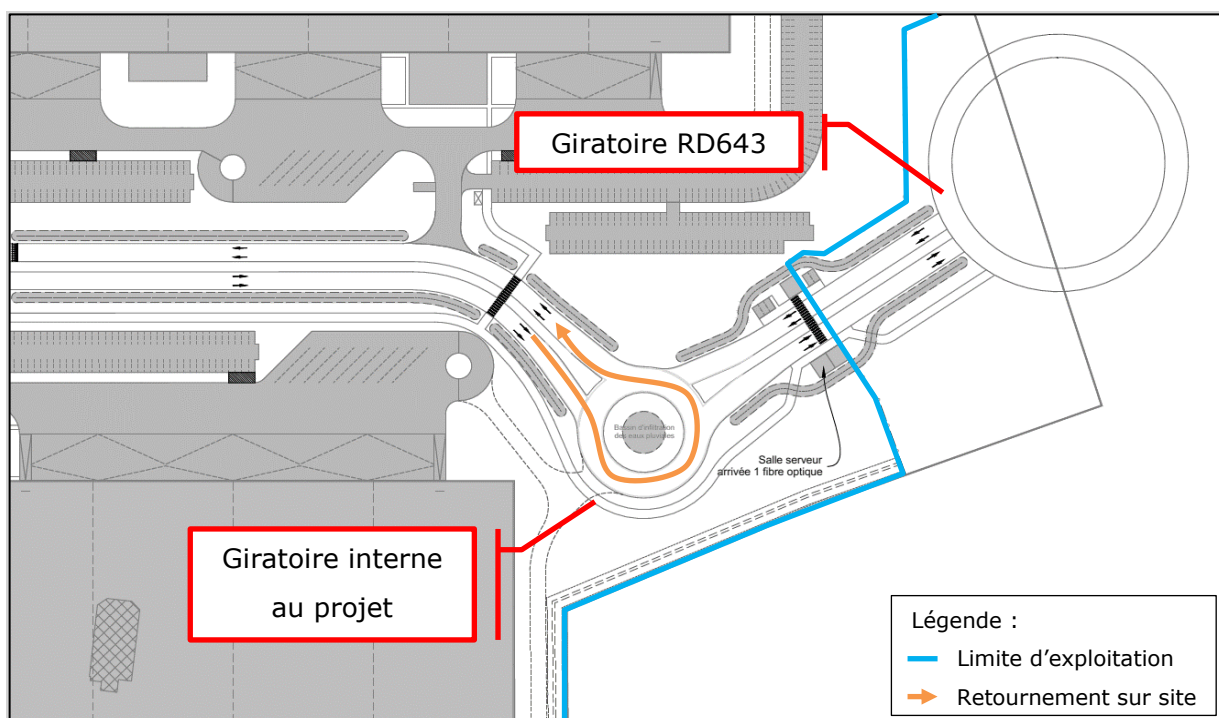 Giratoire RD643
Bassin d'infiltration
des eaux pluviales
Salle serveur
arrivée 1 fibre optique
Giratoire interne
au projet
Légende :
Limite d’exploitation
Retournement sur site